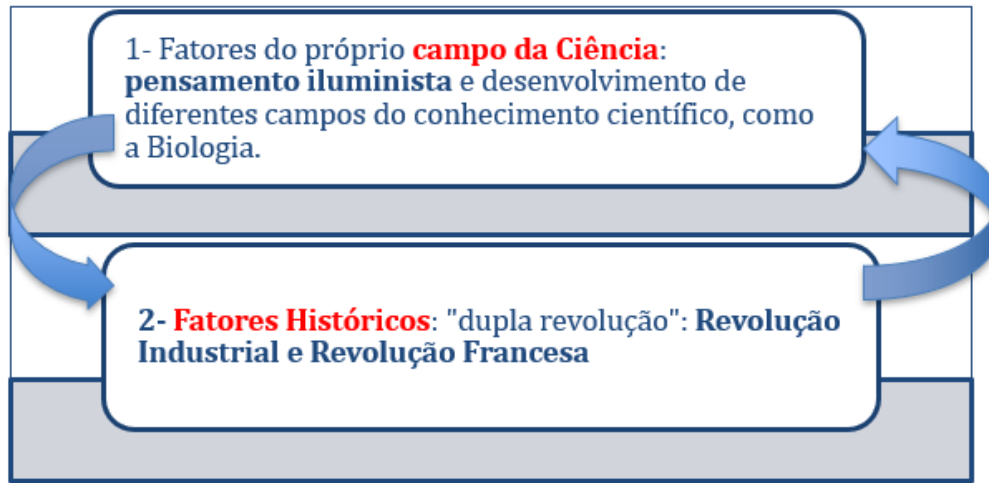 1- Fatores do próprio campo da Ciência:
pensamento iluminista e desenvolvimento de
diferentes campos do conhecimento científico, como
a Biologia.
2- Fatores Históricos: "dupla revolução": Revolução
Industrial e Revolução Francesa